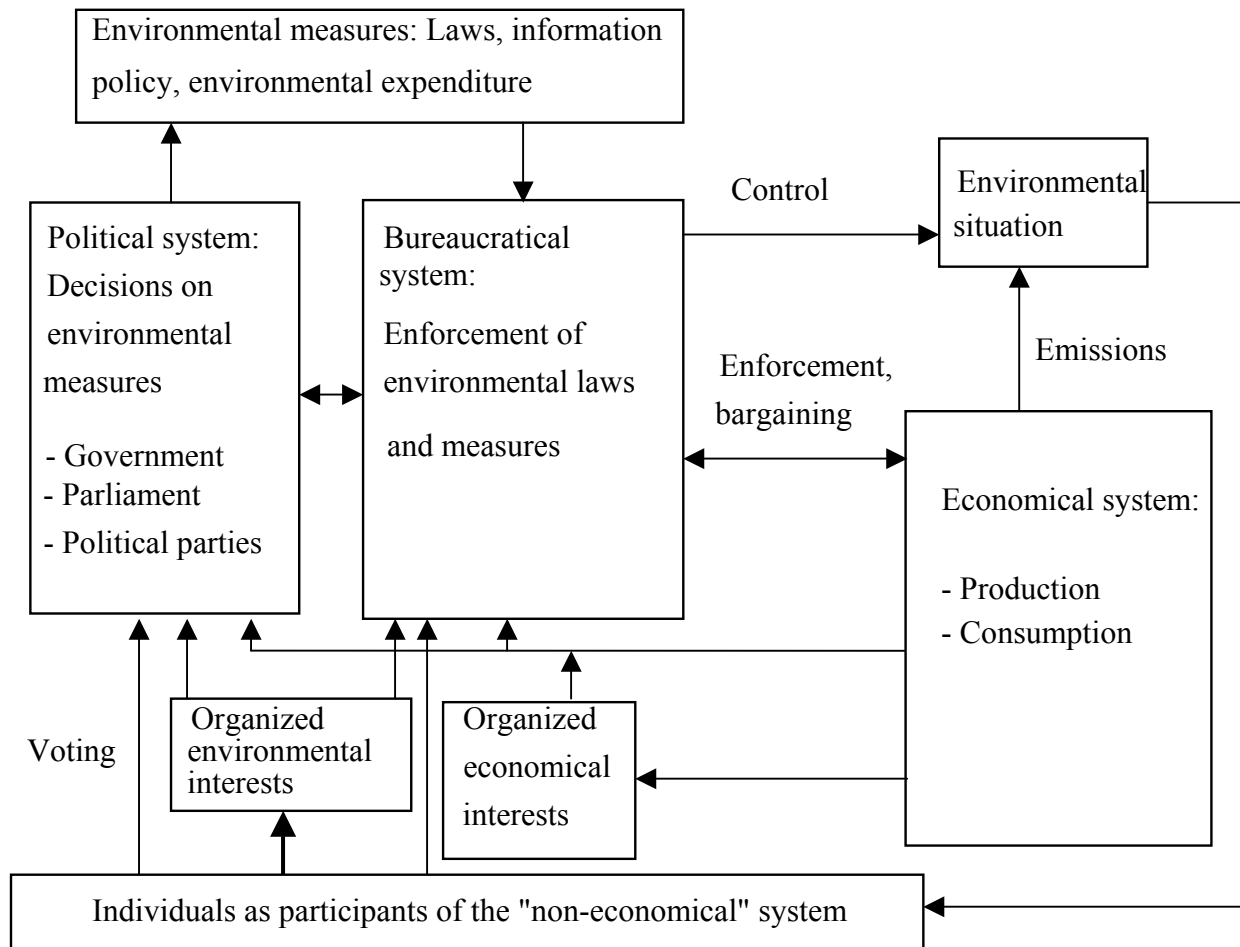 Environmental measures: Laws, information
policy, environmental expenditure
Political system:
Decisions on
environmental
measures
- Government
- Parliament
- Political parties
Bureaucratical
system:
Enforcement of
environmental laws
and measures
Control
Environmental
situation
Emissions
Enforcement,
bargaining
Economical system:
- Production
- Consumption
Voting
Organized
environmental
interests
Organized
economical
interests
Individuals as participants of the "non-economical" system